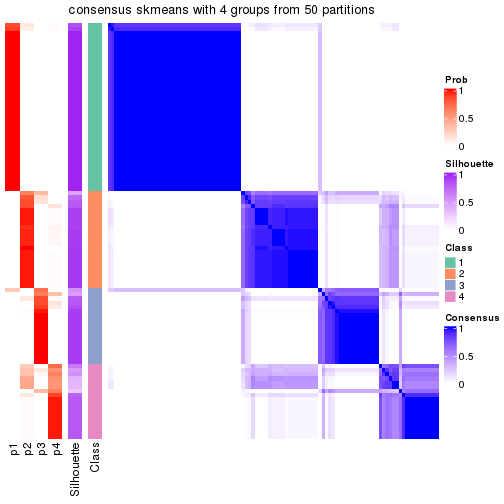 consensus skmeans with 4 groups from 50 partitions
Prob
1
0.5
0
Silhouette
1
0.5
0
Class
1
2
3
4
Consensus
1
0.5
0
p1
p2
p3
p4
Silhouette
Class